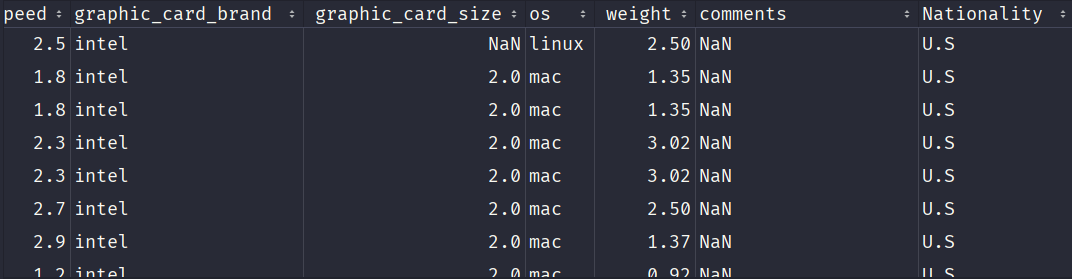 peed graphic_card_brand graphic_card_size os weight comments Nationality
2.5 intel NaN linux 2.50 NaN U.S
1.8 intel 2.0 mac 1.35 NaN U.S
1.8 intel 2.0 mac 1.35 NaN U.S
2.3 intel 2.0 mac 3.02 NaN U.S
2.3 intel 2.0 mac 3.02 NaN U.S
2.7 intel 2.0 mac 2.50 NaN U.S
2.9 intel 2.0 mac 1.37 NaN U.S
1.2 intel 2.0 mac 0.92 NaN U.S